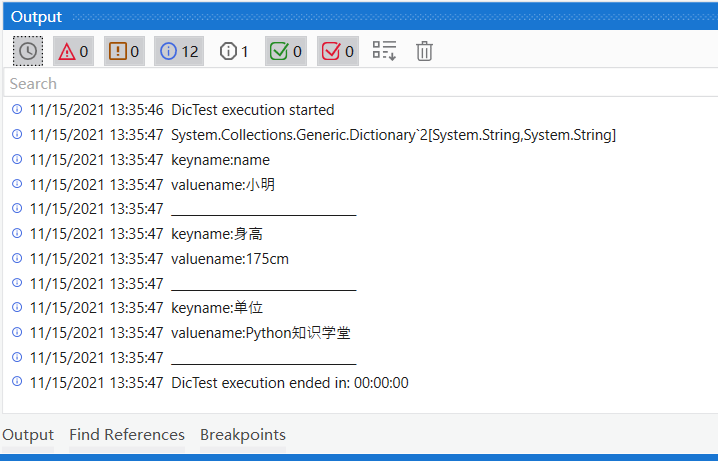 Output
0 0 12 1 0 0
Search
11/15/2021 13:35:46 DicTest execution started
11/15/2021 13:35:47 System.Collections.Generic.Dictionary`2[System.String,System.String]
11/15/2021 13:35:47 keyname:name
11/15/2021 13:35:47 valuename:小明
11/15/2021 13:35:47 __________________________
11/15/2021 13:35:47 keyname:身高
11/15/2021 13:35:47 valuename:175cm
11/15/2021 13:35:47 __________________________
11/15/2021 13:35:47 keyname:单位
11/15/2021 13:35:47 valuename:Python知识学堂
11/15/2021 13:35:47 __________________________
11/15/2021 13:35:47 DicTest execution ended in: 00:00:00
Output Find References Breakpoints